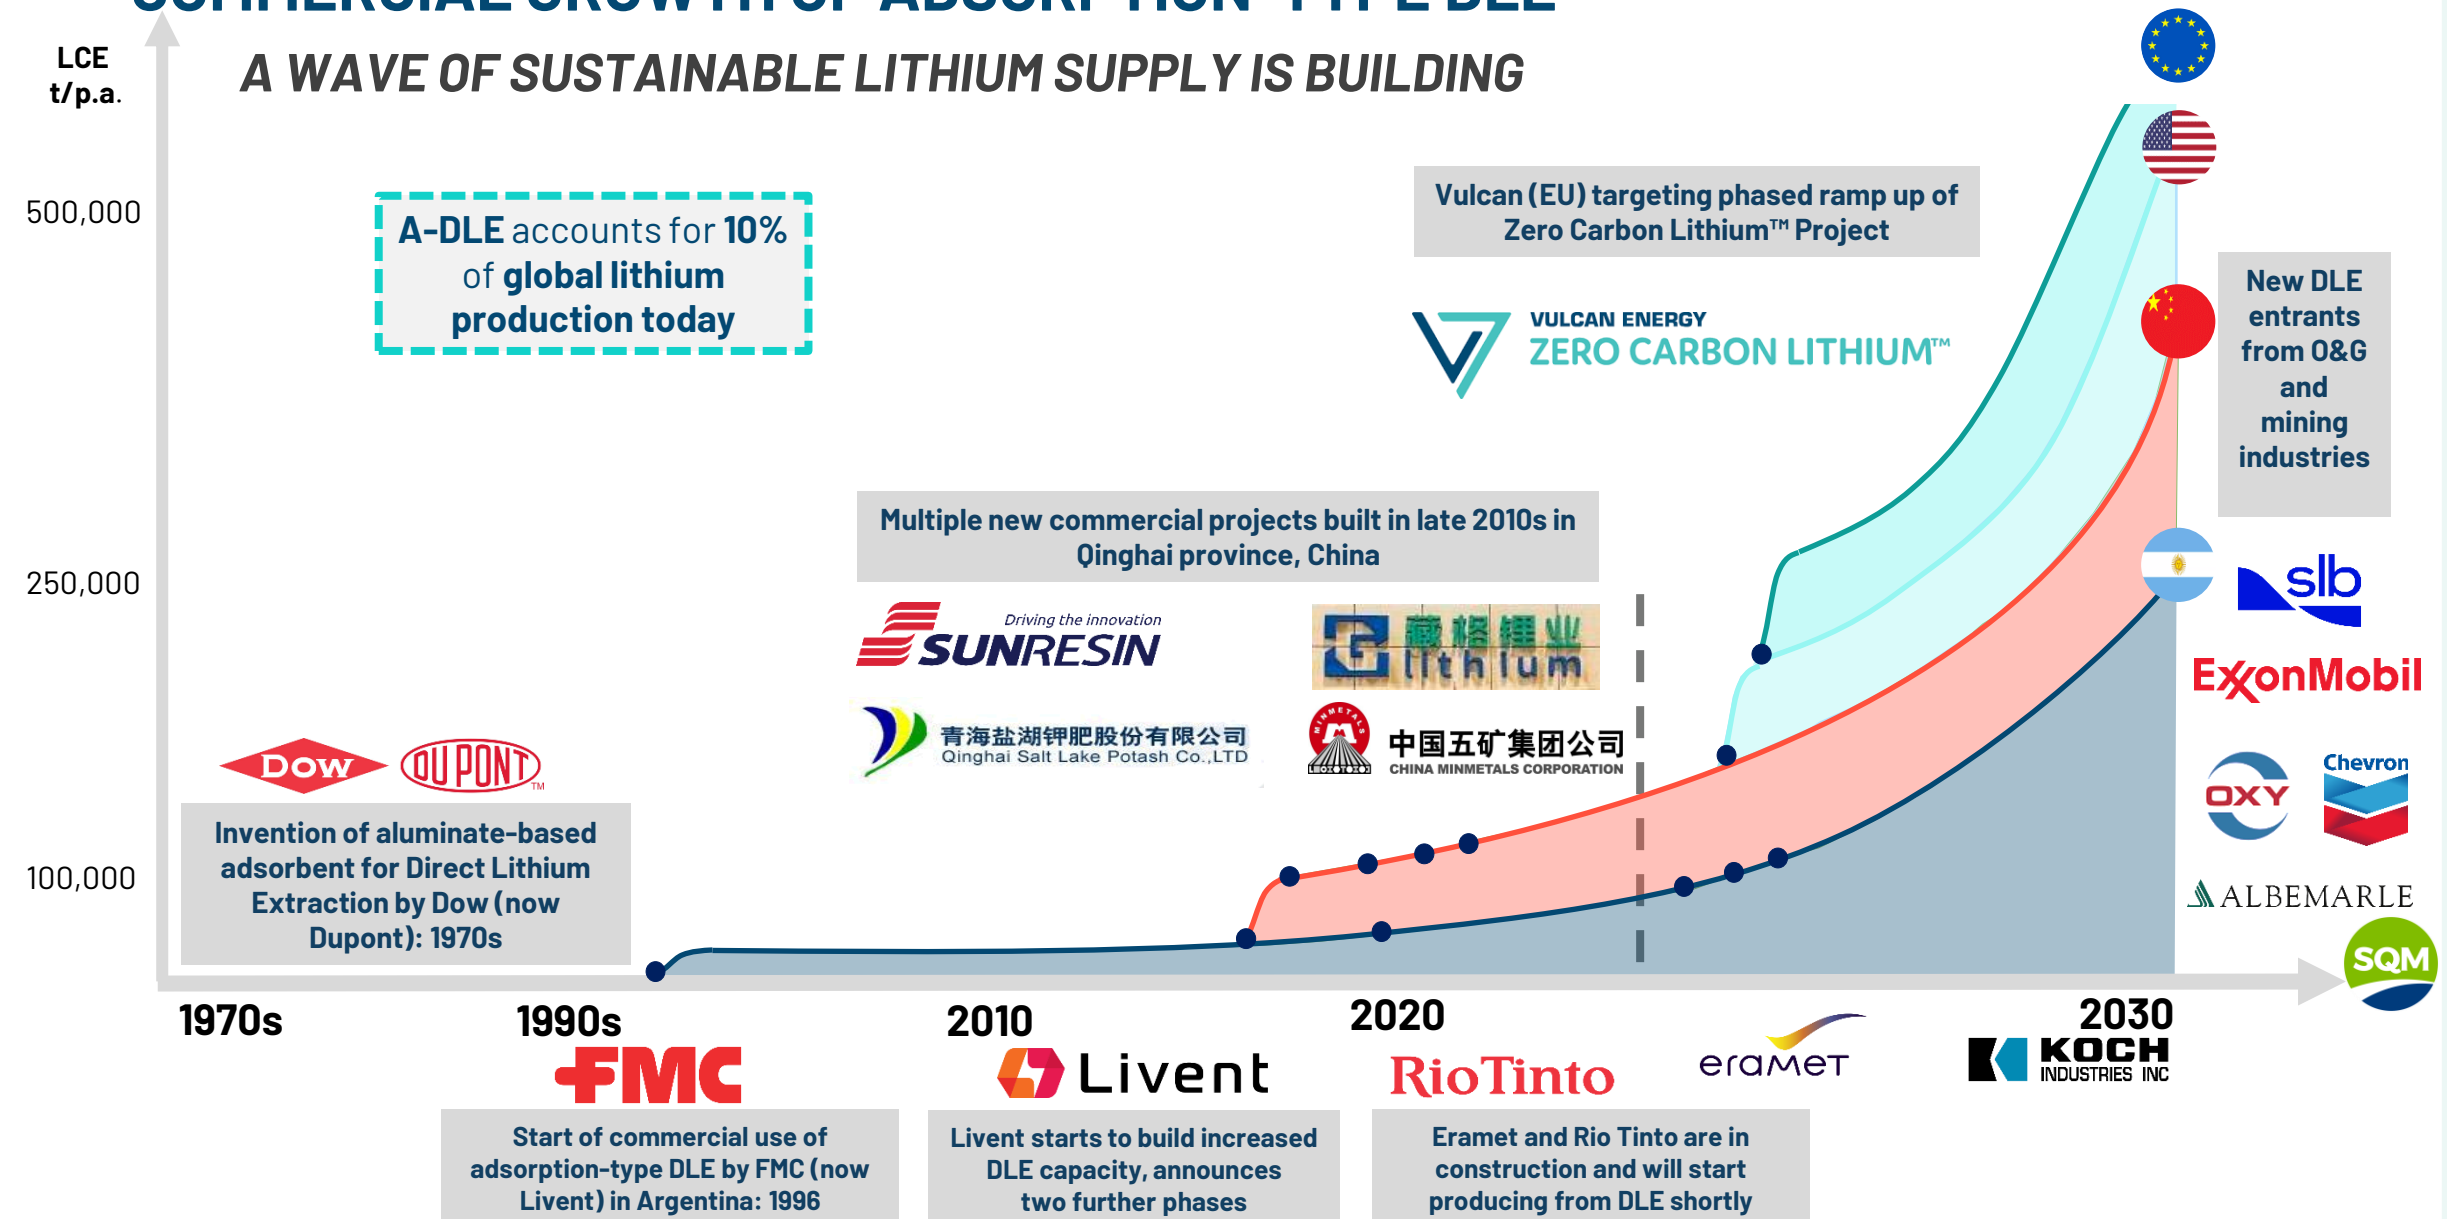 COMMERCIAL GROWTH OF ADSORPTION-TYPE DLE
A WAVE OF SUSTAINABLE LITHIUM SUPPLY IS BUILDING
LCE
t/p.a.
500,000
250,000
100,000
A-DLE accounts for 10%
of global lithium
production today
Vulcan (EU) targeting phased ramp up of
Zero Carbon Lithium™ Project
VULCAN ENERGY
ZERO CARBON LITHIUM™
New DLE
entrants
from O&G
and
mining
industries
Multiple new commercial projects built in late 2010s in
Qinghai province, China
Driving the innovation
SUNRESIN
藏格锂业
lithium
青海盐湖钾肥股份有限公司
Qinghai Salt Lake Potash Co.,LTD
MINMETALS
中国五矿集团公司
CHINA MINMETALS CORPORATION
DOW
DUPONT™
Invention of aluminate-based
adsorbent for Direct Lithium
Extraction by Dow (now
Dupont): 1970s
slb
ExxonMobil
OXY
Chevron
ALBEMARLE
SQM
1970s
1990s
2010
2020
2030
FMC
Livent
RioTinto
eramet
KOCH
INDUSTRIES INC
Start of commercial use of
adsorption-type DLE by FMC (now
Livent) in Argentina: 1996
Livent starts to build increased
DLE capacity, announces
two further phases
Eramet and Rio Tinto are in
construction and will start
producing from DLE shortly